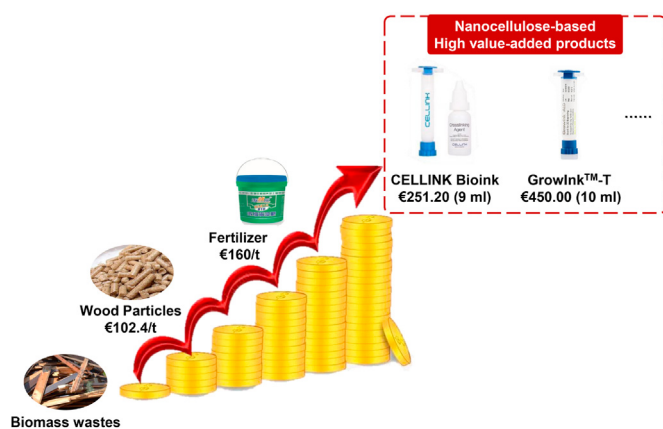 Nanocellulose-based
High value-added products
CELLINK
CELLINK Bioink
€251.20 (9 ml)
GrowInk™-T
€450.00 (10 ml)
......
Fertilizer
€160/t
Wood Particles
€102.4/t
Biomass wastes